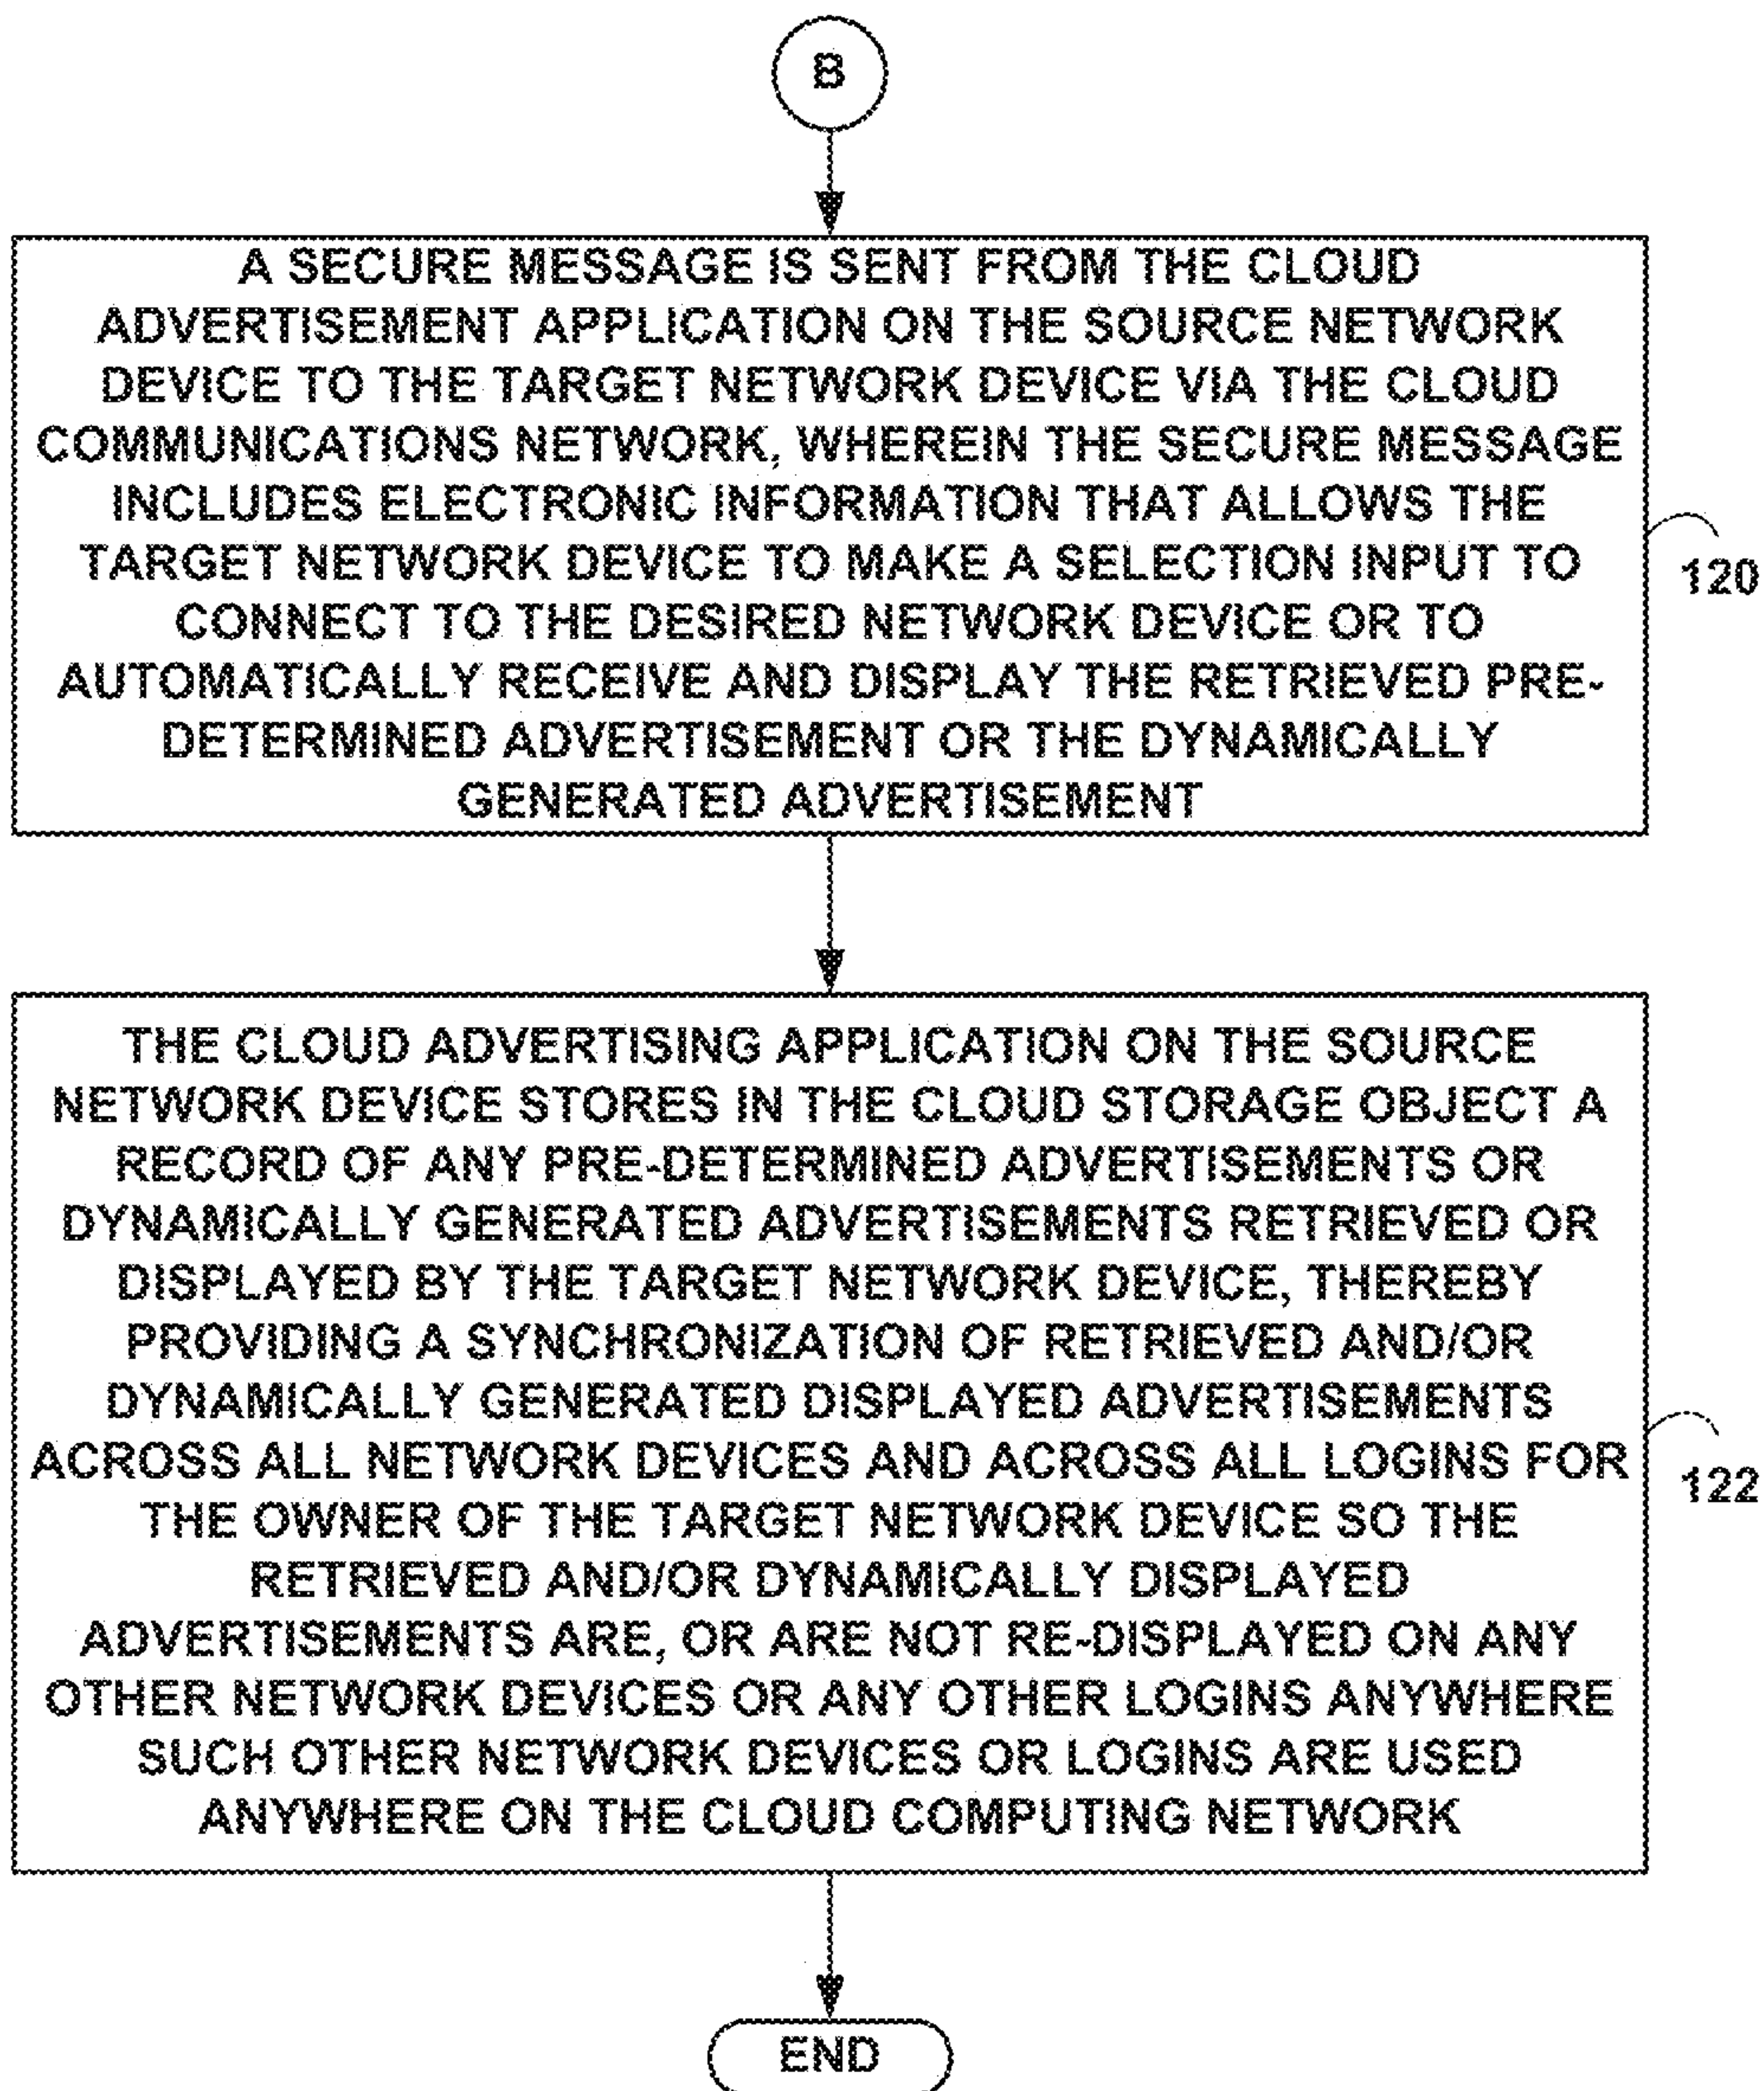 B
A SECURE MESSAGE IS SENT FROM THE CLOUD
ADVERTISEMENT APPLICATION ON THE SOURCE NETWORK
DEVICE TO THE TARGET NETWORK DEVICE VIA THE CLOUD
COMMUNICATIONS NETWORK, WHEREIN THE SECURE MESSAGE
INCLUDES ELECTRONIC INFORMATION THAT ALLOWS THE
TARGET NETWORK DEVICE TO MAKE A SELECTION INPUT TO
CONNECT TO THE DESIRED NETWORK DEVICE OR TO
AUTOMATICALLY RECEIVE AND DISPLAY THE RETRIEVED PRE-
DETERMINED ADVERTISEMENT OR THE DYNAMICALLY
GENERATED ADVERTISEMENT
120
THE CLOUD ADVERTISING APPLICATION ON THE SOURCE
NETWORK DEVICE STORES IN THE CLOUD STORAGE OBJECT A
RECORD OF ANY PRE-DETERMINED ADVERTISEMENTS OR
DYNAMICALLY GENERATED ADVERTISEMENTS RETRIEVED OR
DISPLAYED BY THE TARGET NETWORK DEVICE, THEREBY
PROVIDING A SYNCHRONIZATION OF RETRIEVED AND/OR
DYNAMICALLY GENERATED DISPLAYED ADVERTISEMENTS
ACROSS ALL NETWORK DEVICES AND ACROSS ALL LOGINS FOR
THE OWNER OF THE TARGET NETWORK DEVICE SO THE
RETRIEVED AND/OR DYNAMICALLY DISPLAYED
ADVERTISEMENTS ARE, OR ARE NOT RE-DISPLAYED ON ANY
OTHER NETWORK DEVICES OR ANY OTHER LOGINS ANYWHERE
SUCH OTHER NETWORK DEVICES OR LOGINS ARE USED
ANYWHERE ON THE CLOUD COMPUTING NETWORK
122
END